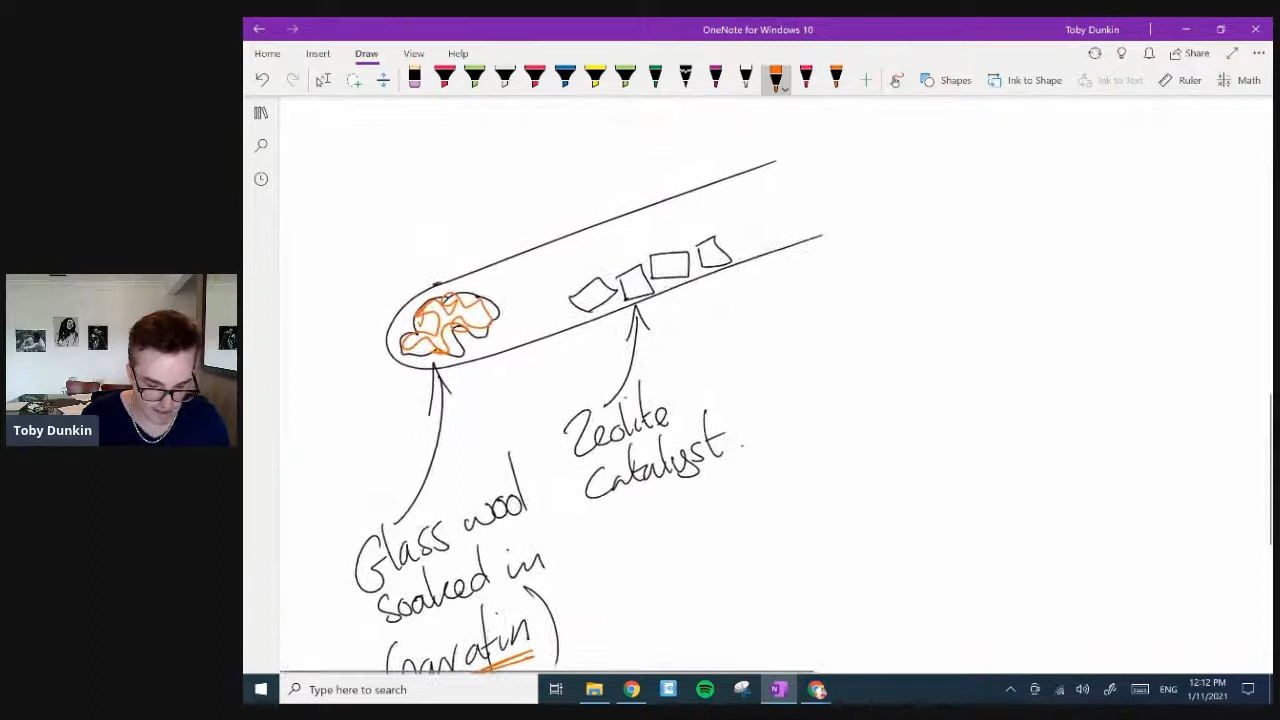 OneNote for Windows 10
Toby Dunkin
Home
Insert
Draw
View
Help
Share
Shapes
Ink to Shape
Ink to Text
Ruler
Math
Toby Dunkin
Zeolite
catalyst.
Glass wool
soaked in
(parafin)
Type here to search
ENG
12:12 PM
1/11/2021